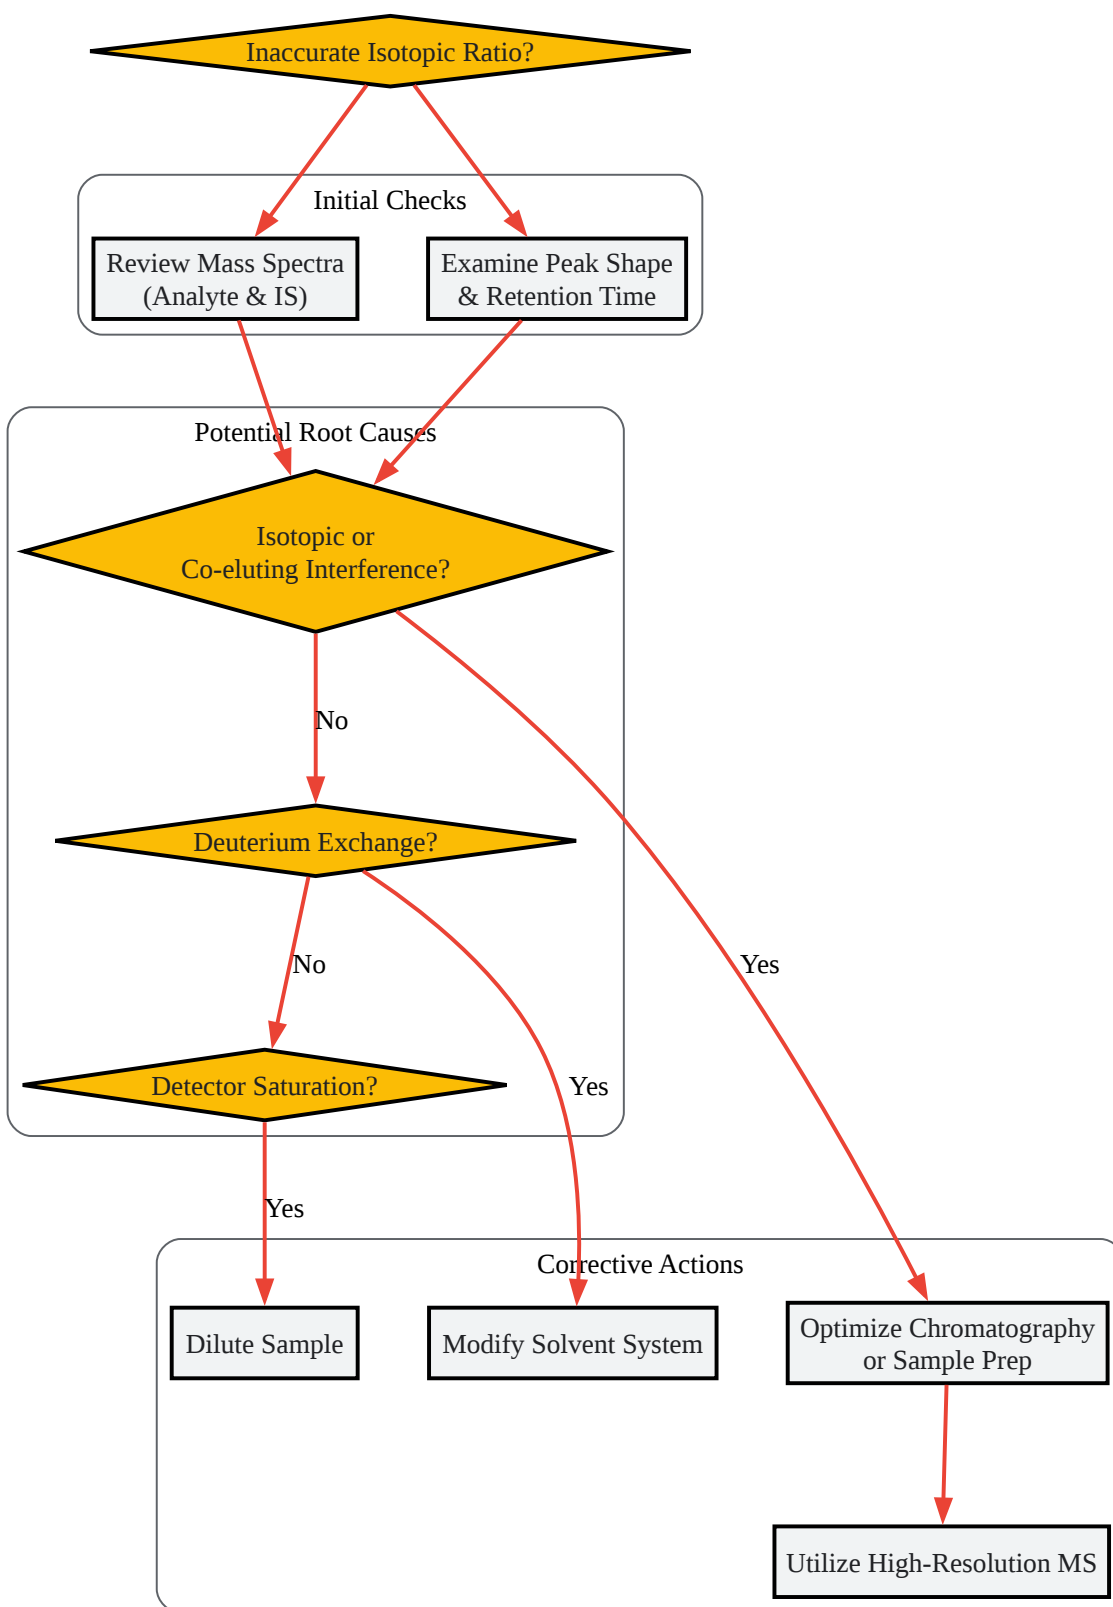 Inaccurate Isotopic Ratio?
Initial Checks
Review Mass Spectra
(Analyte & IS)
Examine Peak Shape
& Retention Time
Potential Root Causes
Isotopic or
Co-eluting Interference?
No
Deuterium Exchange?
No
Yes
Detector Saturation?
Yes
Yes
Corrective Actions
Dilute Sample
Modify Solvent System
Optimize Chromatography
or Sample Prep
Utilize High-Resolution MS